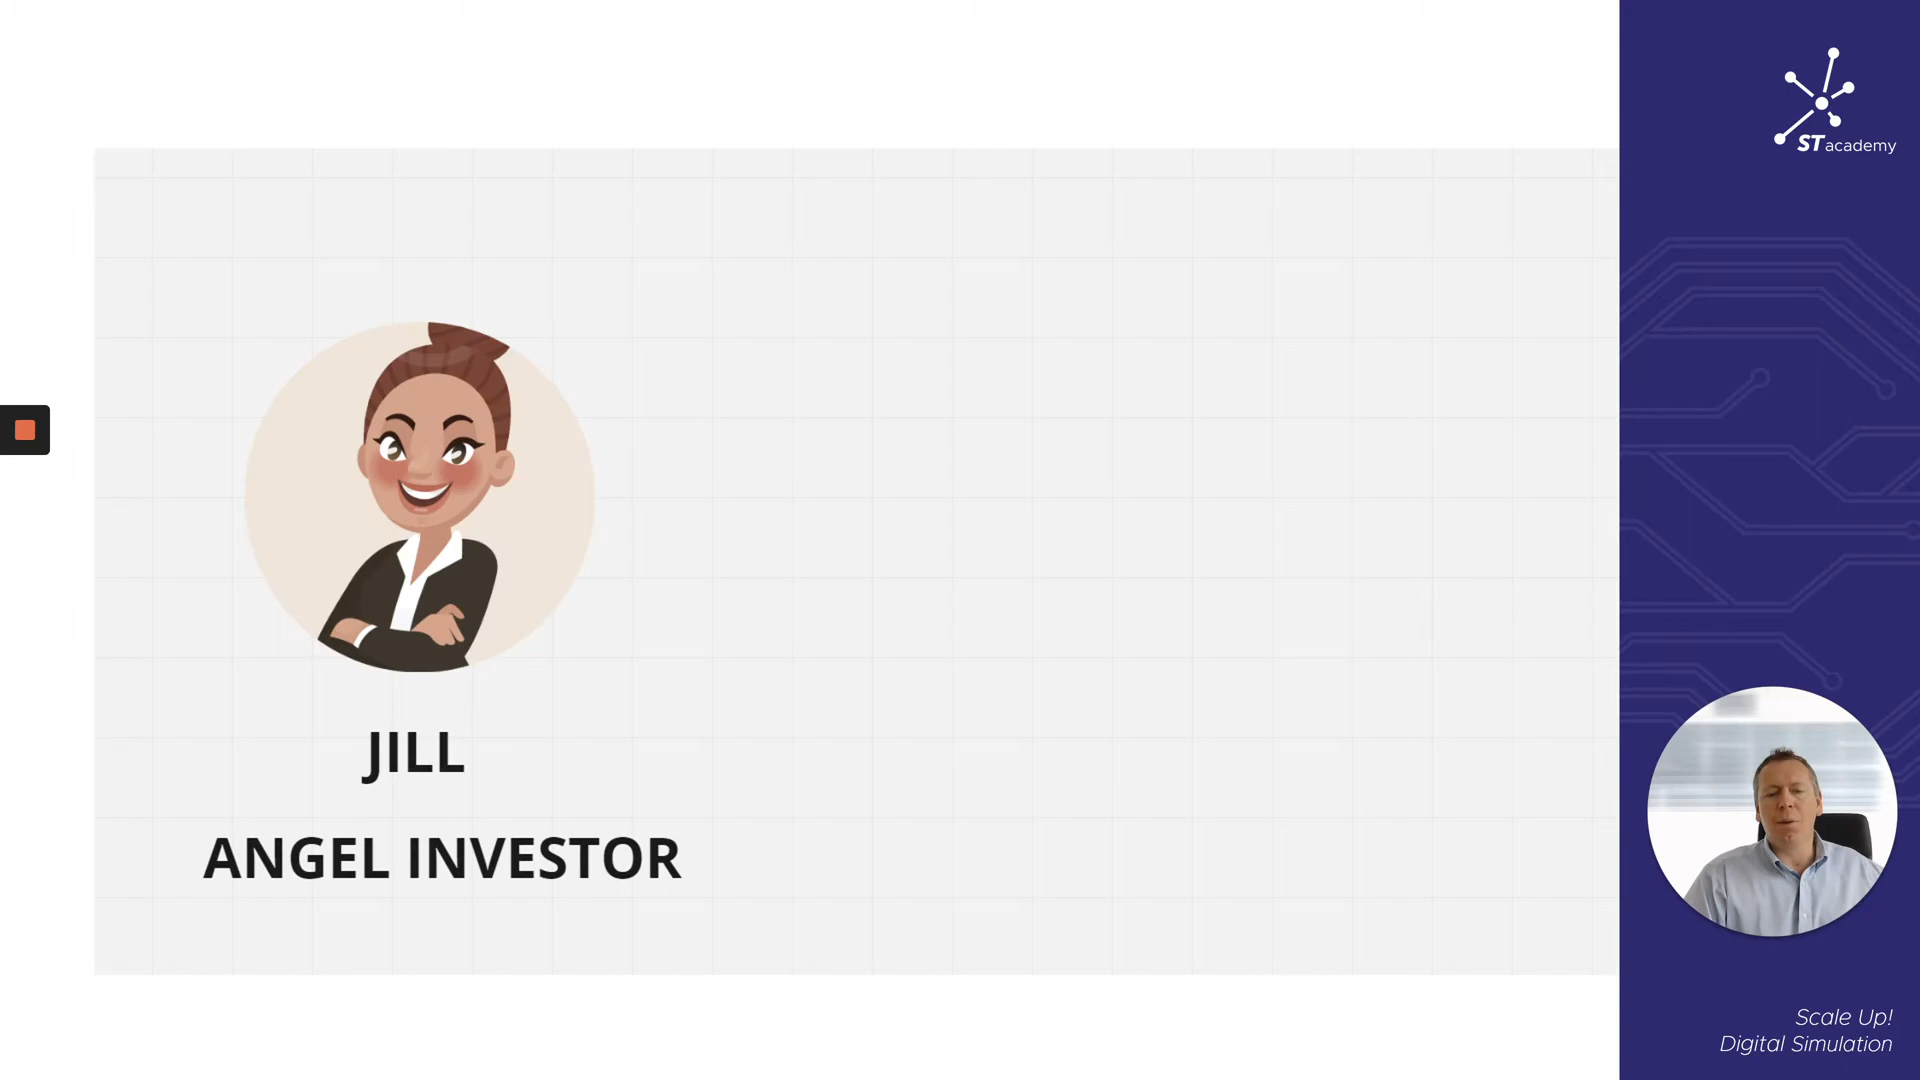 ST academy
JILL
ANGEL INVESTOR
Scale Up!
Digital Simulation